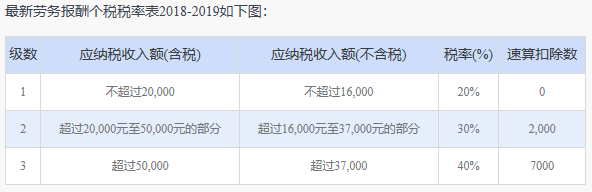 最新劳务报酬个税税率表2018-2019如下图：
级数 应纳税收入额(含税) 应纳税收入额(不含税) 税率(%) 速算扣除数
1 不超过20,000 不超过16,000 20% 0
2 超过20,000元至50,000元的部分 超过16,000元至37,000元的部分 30% 2,000
3 超过50,000 超过37,000 40% 7000